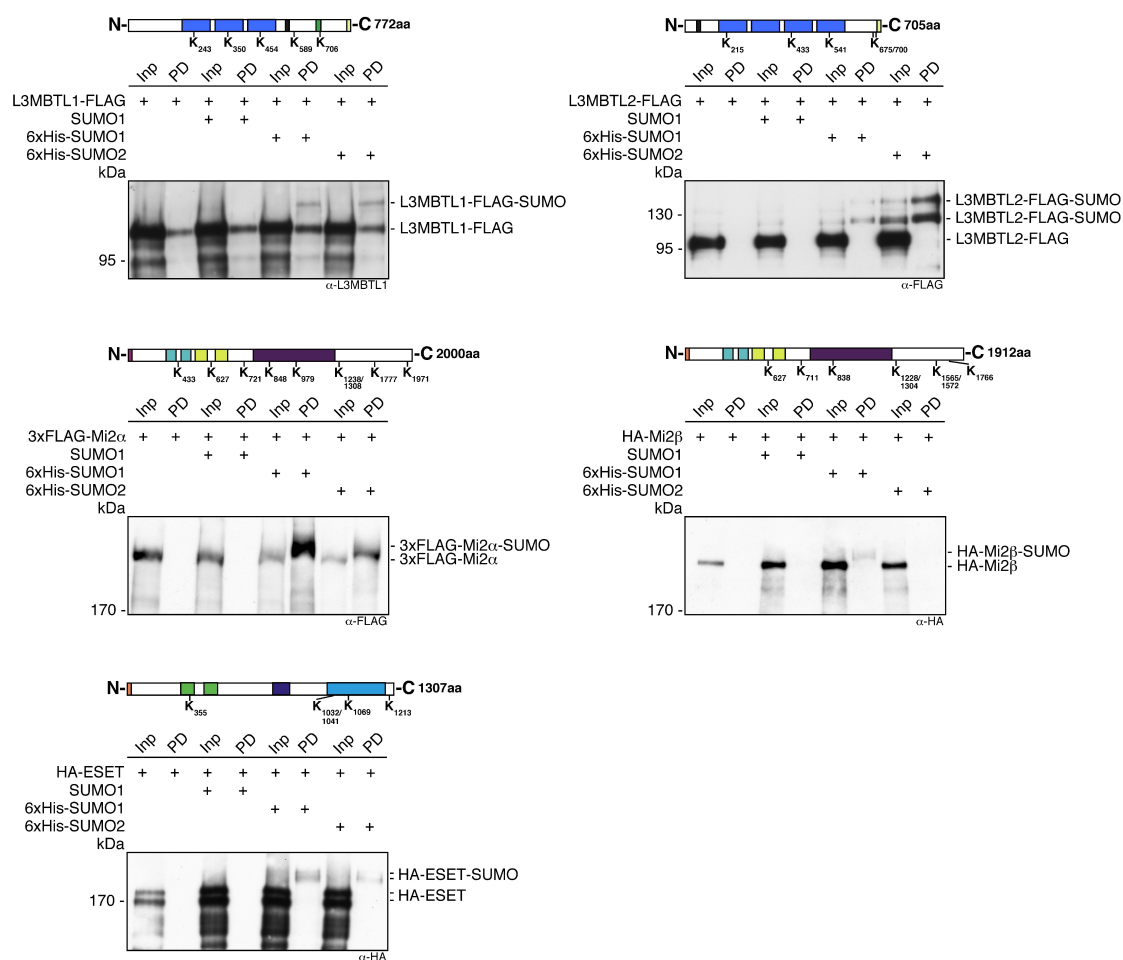 N- -C 772aa
K243 K350 K454 K589 K706
Inp PD Inp PD Inp PD Inp PD
L3MBTL1-FLAG + + + + + + + +
SUMO1 + +
6xHis-SUMO1 + +
6xHis-SUMO2 + +
kDa
- L3MBTL1-FLAG-SUMO
- L3MBTL1-FLAG
95 -
α-L3MBTL1
N- -C 705aa
K215 K433 K541 K675/700
Inp PD Inp PD Inp PD Inp PD
L3MBTL2-FLAG + + + + + + + +
SUMO1 + +
6xHis-SUMO1 + +
6xHis-SUMO2 + +
kDa
- L3MBTL2-FLAG-SUMO
130 - - L3MBTL2-FLAG-SUMO
95 - - L3MBTL2-FLAG
α-FLAG
N- -C 2000aa
K433 K627 K721 K848 K979 K1238/1308 K1777 K1971
Inp PD Inp PD Inp PD Inp PD
3xFLAG-Mi2α + + + + + + + +
SUMO1 + +
6xHis-SUMO1 + +
6xHis-SUMO2 + +
kDa
- 3xFLAG-Mi2α-SUMO
- 3xFLAG-Mi2α
170 -
α-FLAG
N- -C 1912aa
K627 K711 K838 K1228/1304 K1565/1572 K1766
Inp PD Inp PD Inp PD Inp PD
HA-Mi2β + + + + + + + +
SUMO1 + +
6xHis-SUMO1 + +
6xHis-SUMO2 + +
kDa
- HA-Mi2β-SUMO
- HA-Mi2β
170 -
α-HA
N- -C 1307aa
K355 K1032/1041 K1069 K1213
Inp PD Inp PD Inp PD Inp PD
HA-ESET + + + + + + + +
SUMO1 + +
6xHis-SUMO1 + +
6xHis-SUMO2 + +
kDa
- HA-ESET-SUMO
170 - - HA-ESET
α-HA